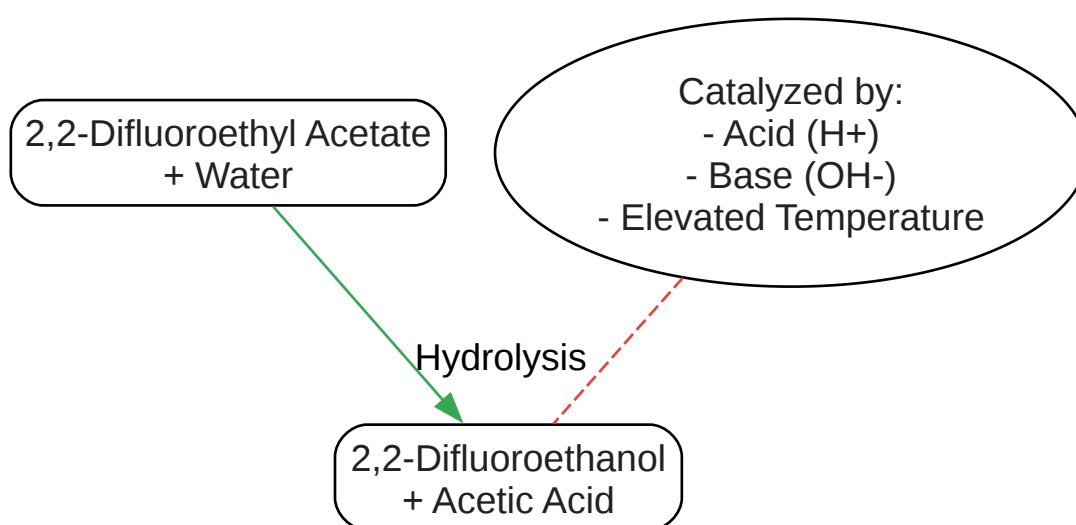 2,2-Difluoroethyl Acetate
+ Water
Catalyzed by:
- Acid (H+)
- Base (OH-)
- Elevated Temperature
Hydrolysis
2,2-Difluoroethanol
+ Acetic Acid